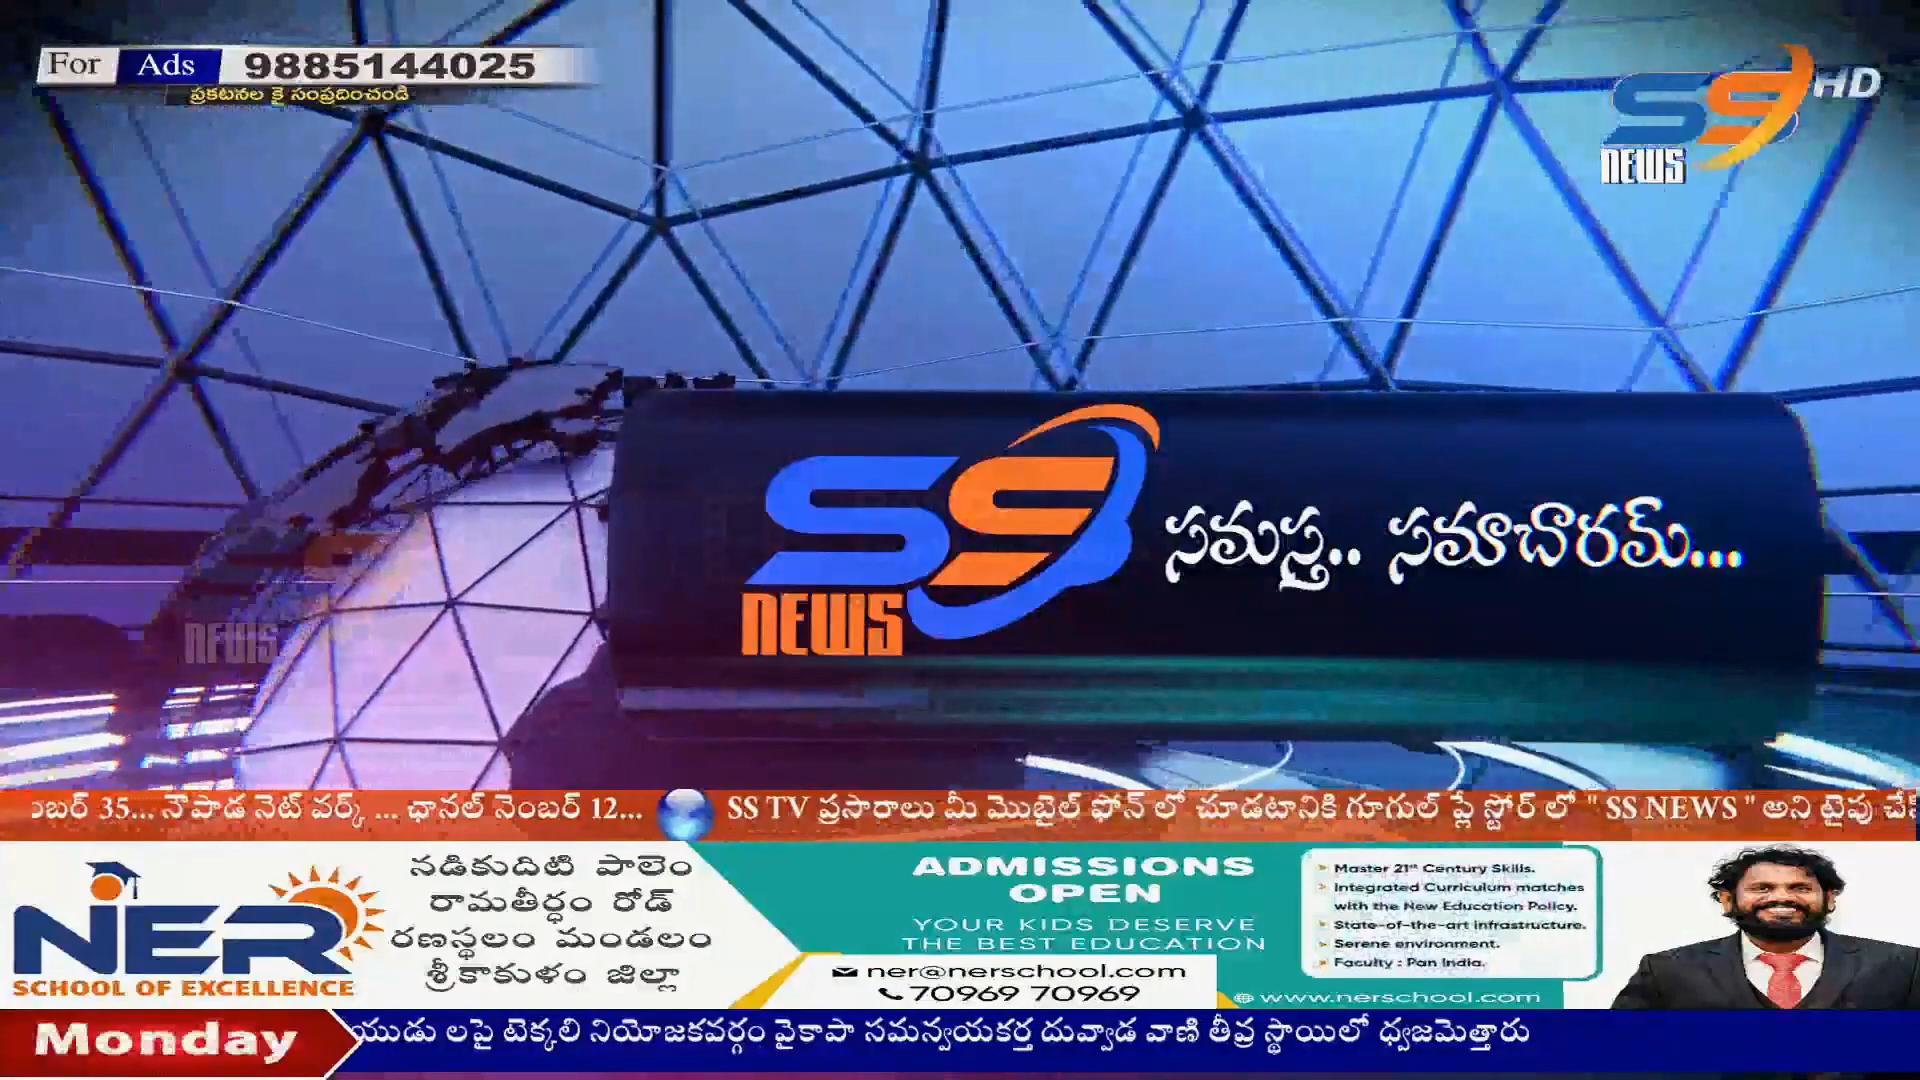 For Ads 9885144025
ప్రకటనల కై సంప్రదించండి
SS HD
NEWS
SS
NEWS
సమస్త.. సమాచారమ్...
NEWS
ంబర్ 35... నౌపాడ నెట్ వర్క్ ... ఛానల్ నెంబర్ 12...
SS TV ప్రసారాలు మీ మొబైల్ ఫోన్ లో చూడటానికి గూగుల్ ప్లే స్టోర్ లో " SS NEWS " అని టైపు చే
NER
SCHOOL OF EXCELLENCE
నడికుదిటి పాలెం
రామతీర్ధం రోడ్
రణస్థలం మండలం
శ్రీకాకుళం జిల్లా
ADMISSIONS
OPEN
YOUR KIDS DESERVE
THE BEST EDUCATION
ner@nerschool.com
70969 70969
Master 21st Century Skills.
Integrated Curriculum matches
with the New Education Policy.
State-of-the-art infrastructure.
Serene environment.
Faculty : Pan India.
www.nerschool.com
Monday
యుడు లపై టెక్కలి నియోజకవర్గం వైకాపా సమన్వయకర్త దువ్వాడ వాణి తీవ్ర స్థాయిలో ధ్వజమెత్తారు